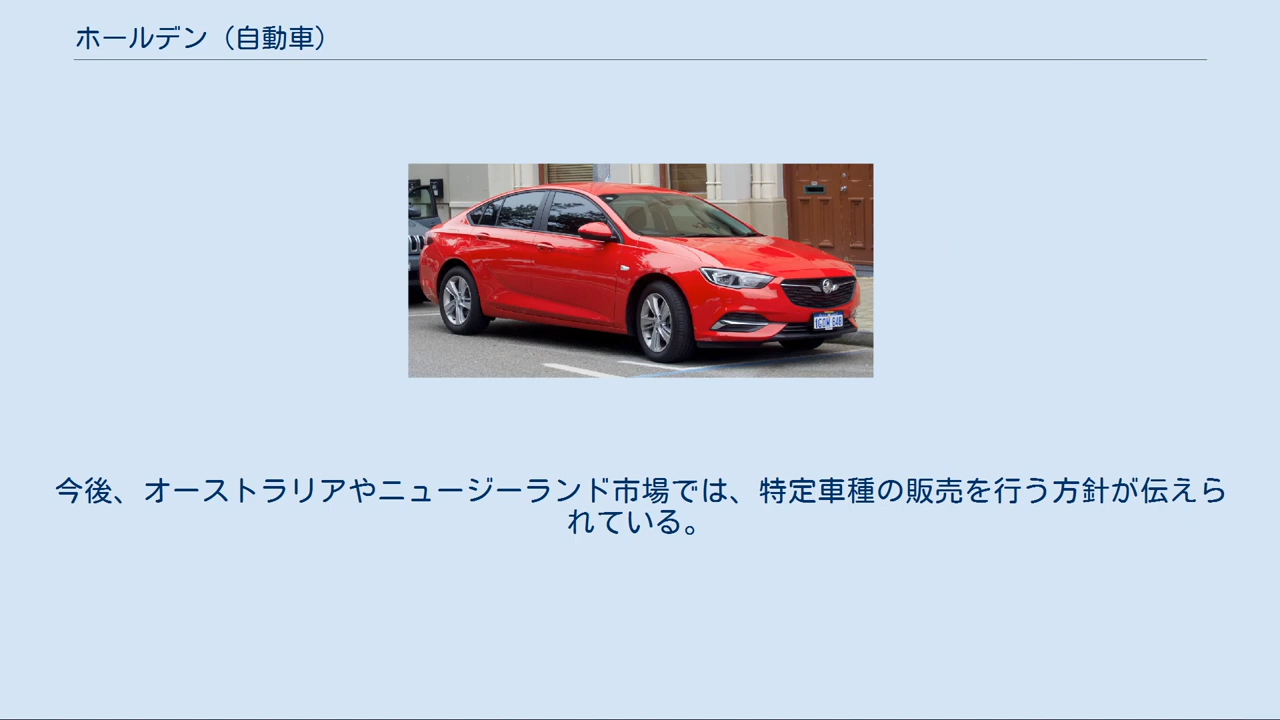 ホールデン（自動車）
今後、オーストラリアやニュージーランド市場では、特定車種の販売を行う方針が伝えら
れている。